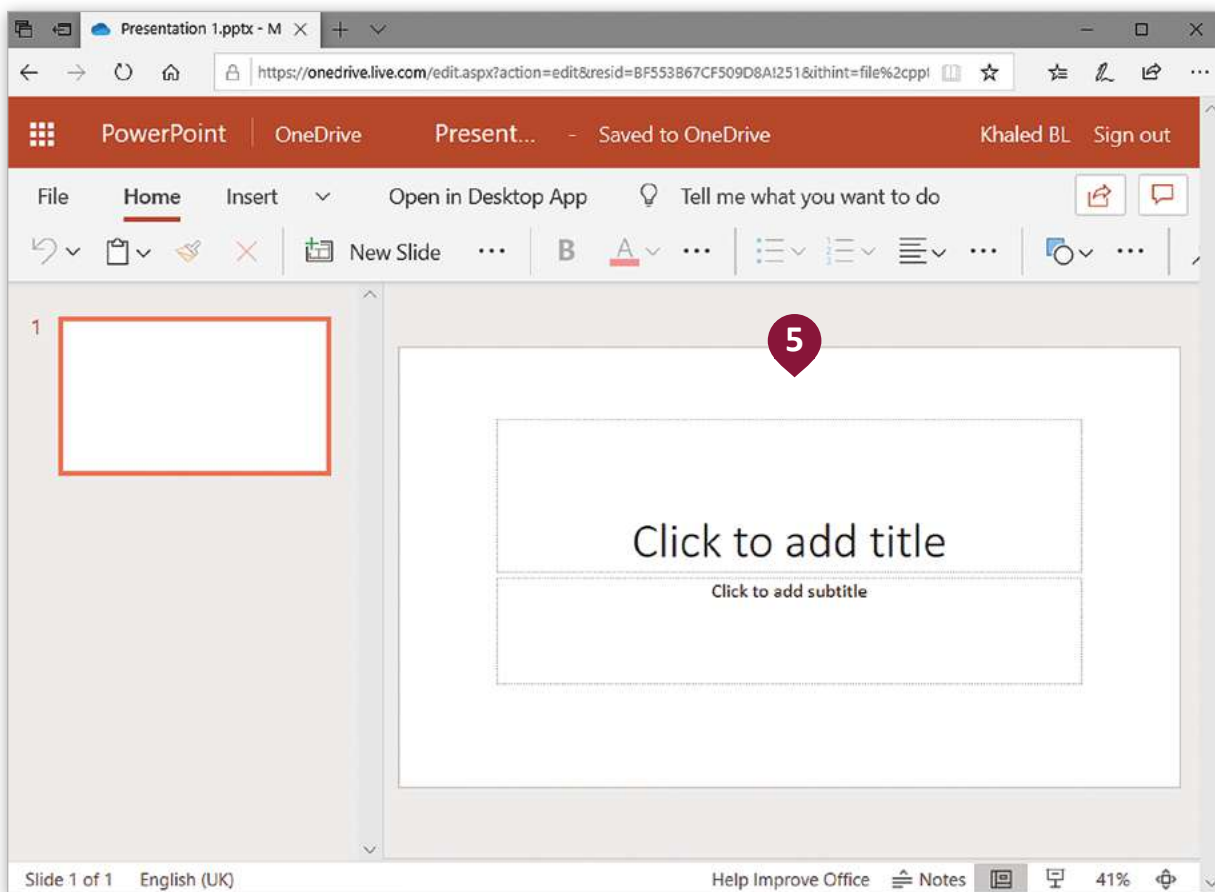 Presentation 1.pptx - M
https://onedrive.live.com/edit.aspx?action=edit&resid=BF553B67CF509D8A!251&ithint=file%2cppt
PowerPoint OneDrive Present... - Saved to OneDrive Khaled BL Sign out
File Home Insert Open in Desktop App Tell me what you want to do
New Slide ... B A ... ... ...
1
5
Click to add title
Click to add subtitle
Slide 1 of 1 English (UK) Help Improve Office Notes 41%